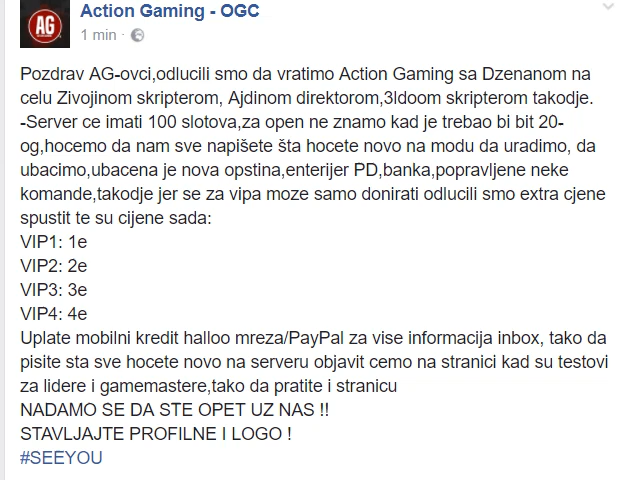 AG
Action Gaming - OGC
1 min ·
Pozdrav AG-ovci,odlucili smo da vratimo Action Gaming sa Dzenanom na
celu Zivojinom skripterom, Ajdinom direktorom,3ldoom skripterom takodje.
-Server ce imati 100 slotova,za open ne znamo kad je trebao bi bit 20-
og,hocemo da nam sve napišete šta hocete novo na modu da uradimo, da
ubacimo,ubacena je nova opstina,enterijer PD,banka,popravljene neke
komande,takodje jer se za vipa moze samo donirati odlucili smo extra cjene
spustit te su cijene sada:
VIP1: 1e
VIP2: 2e
VIP3: 3e
VIP4: 4e
Uplate mobilni kredit halloo mreza/PayPal za vise informacija inbox, tako da
pisite sta sve hocete novo na serveru objavit cemo na stranici kad su testovi
za lidere i gamemastere,tako da pratite i stranicu
NADAMO SE DA STE OPET UZ NAS !!
STAVLJAJTE PROFILNE I LOGO !
#SEEYOU